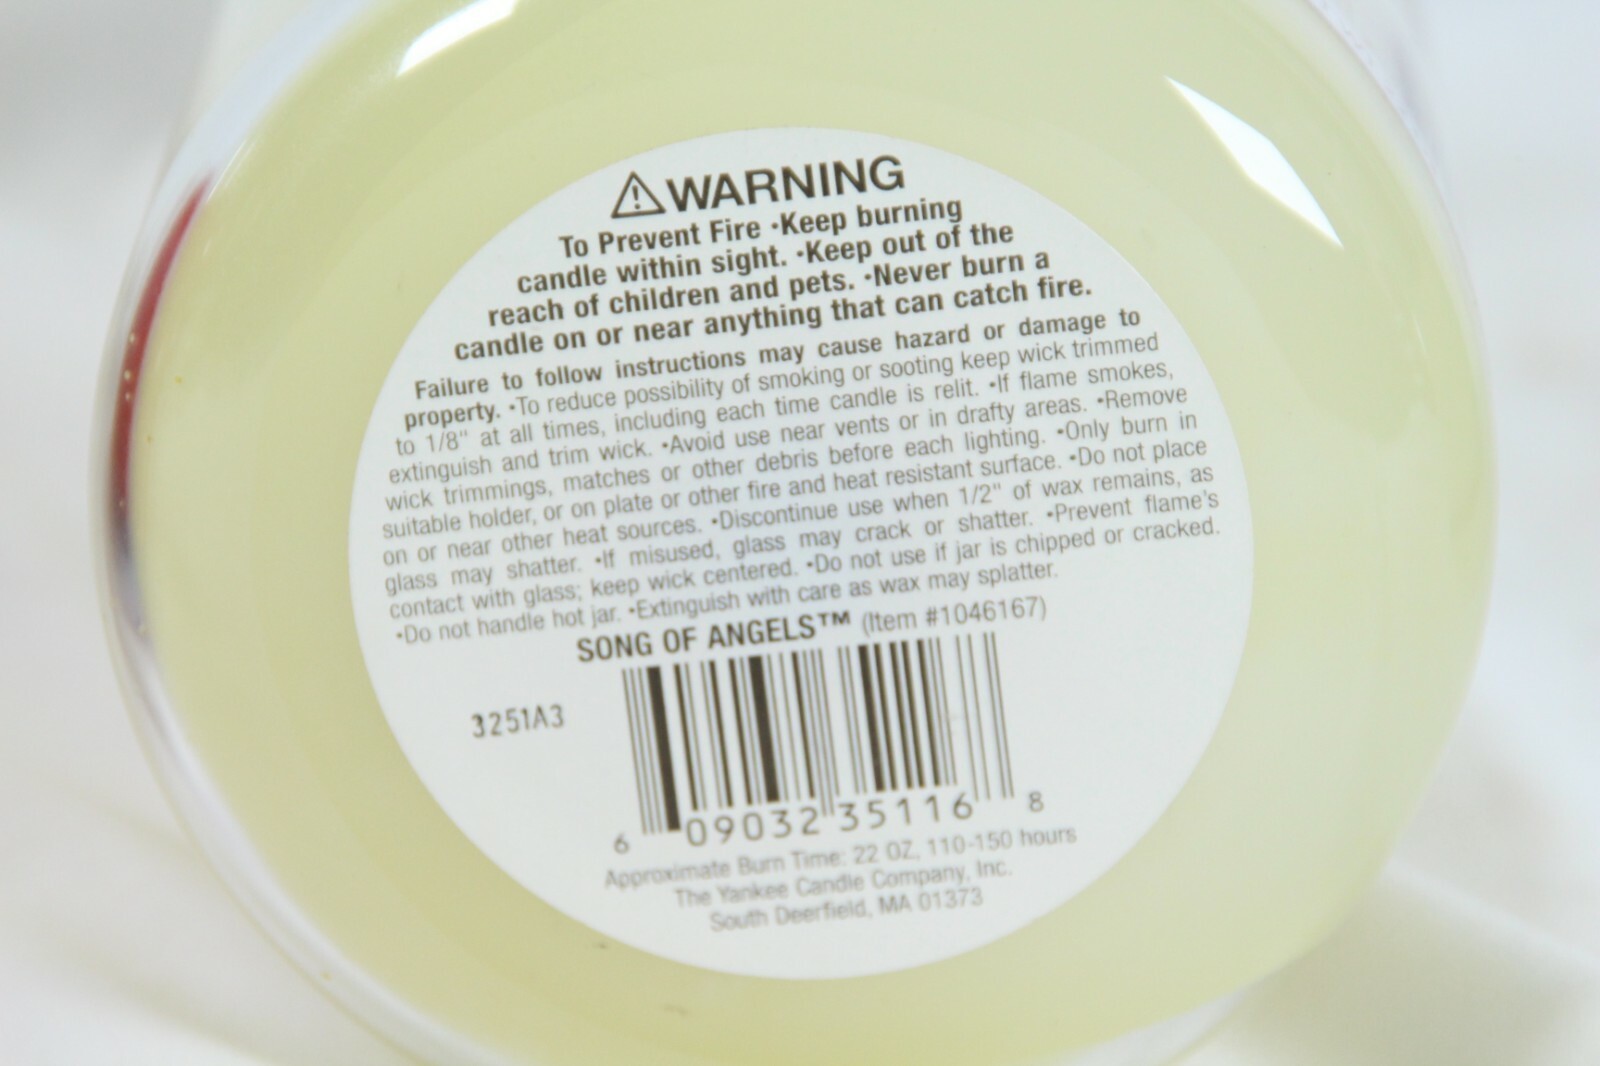 ⚠WARNING
To Prevent Fire •Keep burning
candle within sight. •Keep out of the
reach of children and pets. •Never burn a
candle on or near anything that can catch fire.
Failure to follow instructions may cause hazard or damage to
property. •To reduce possibility of smoking or sooting keep wick trimmed
to 1/8" at all times, including each time candle is relit. •If flame smokes,
extinguish and trim wick. •Avoid use near vents or in drafty areas. •Remove
wick trimmings, matches or other debris before each lighting. •Only burn in
suitable holder, or on plate or other fire and heat resistant surface. •Do not place
on or near other heat sources. •Discontinue use when 1/2" of wax remains, as
glass may shatter. •If misused, glass may crack or shatter. •Prevent flame's
contact with glass; keep wick centered. •Do not use if jar is chipped or cracked.
•Do not handle hot jar. •Extinguish with care as wax may splatter.
SONG OF ANGELS™ (Item #1046167)
3251A3
6 09032 35116 8
Approximate Burn Time: 22 OZ, 110-150 hours
The Yankee Candle Company, Inc.
South Deerfield, MA 01373